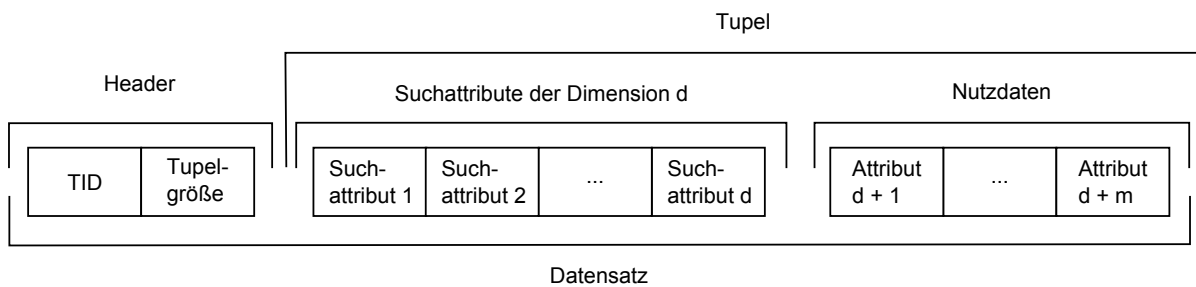 Tupel
Header
Suchattribute der Dimension d
Nutzdaten
TID
Tupel-
größe
Such-
attribut 1
Such-
attribut 2
...
Such-
attribut d
Attribut
d + 1
...
Attribut
d + m
Datensatz